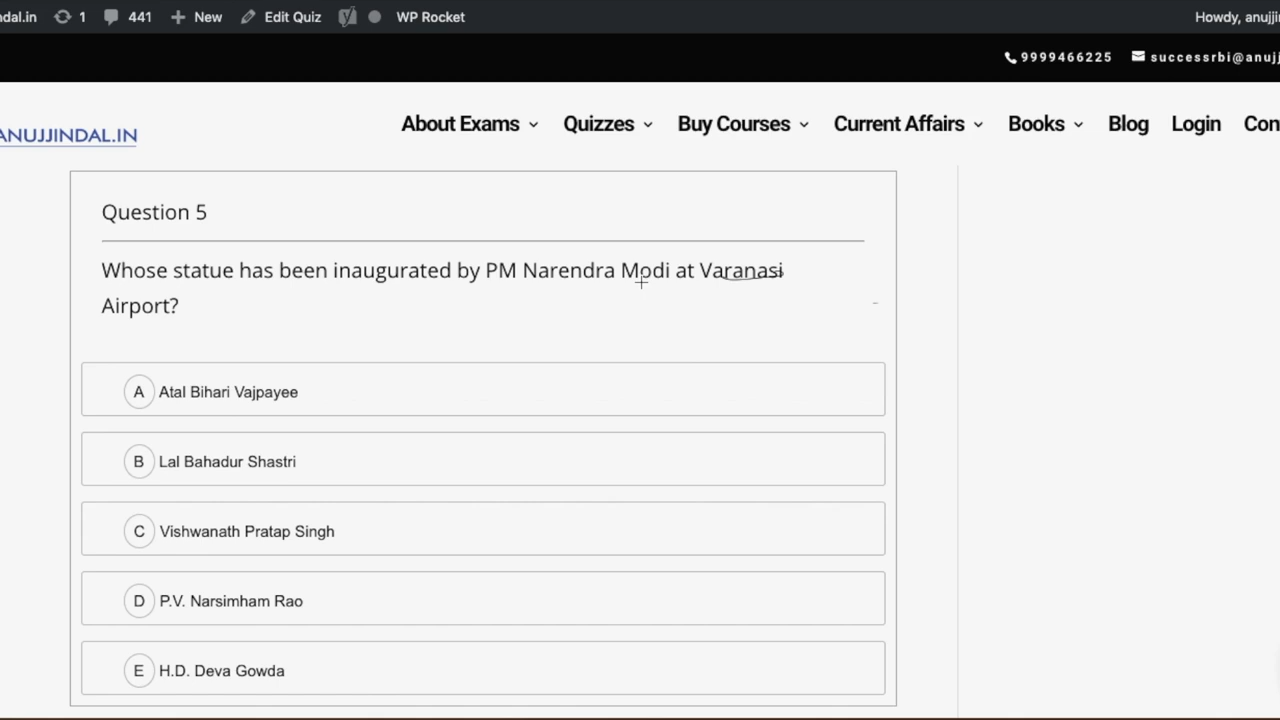 ndal.in 1 441 New Edit Quiz WP Rocket Howdy, anujji
9999466225 successrbi@anujj
ANUJJINDAL.IN
About Exams Quizzes Buy Courses Current Affairs Books Blog Login Con
Question 5
Whose statue has been inaugurated by PM Narendra Modi at Varanasi
Airport?
A Atal Bihari Vajpayee
B Lal Bahadur Shastri
C Vishwanath Pratap Singh
D P.V. Narsimham Rao
E H.D. Deva Gowda